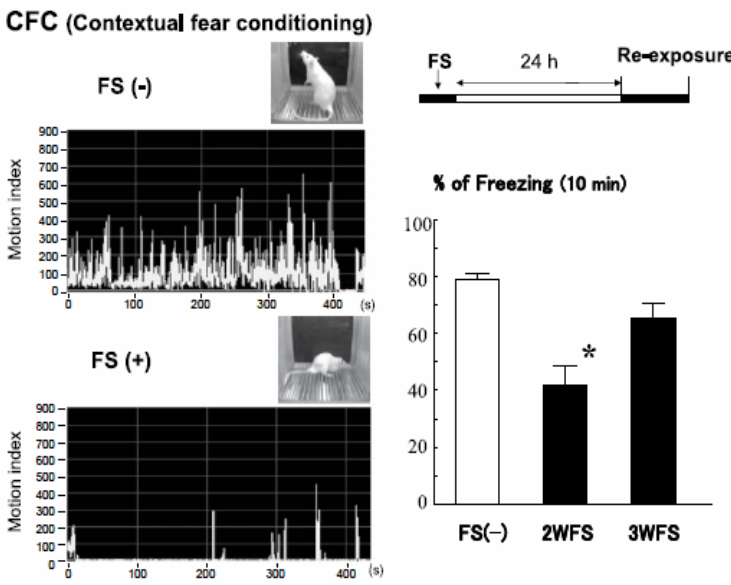 CFC (Contextual fear conditioning)
FS (-)
Motion index
900
800
700
600
500
400
300
200
100
0
0 100 200 300 400 (s)
FS (+)
Motion index
900
800
700
600
500
400
300
200
100
0
0 100 200 300 400 (s)
FS 24 h Re-exposure
% of Freezing (10 min)
100
80
60
40
20
0
*
FS(-) 2WFS 3WFS